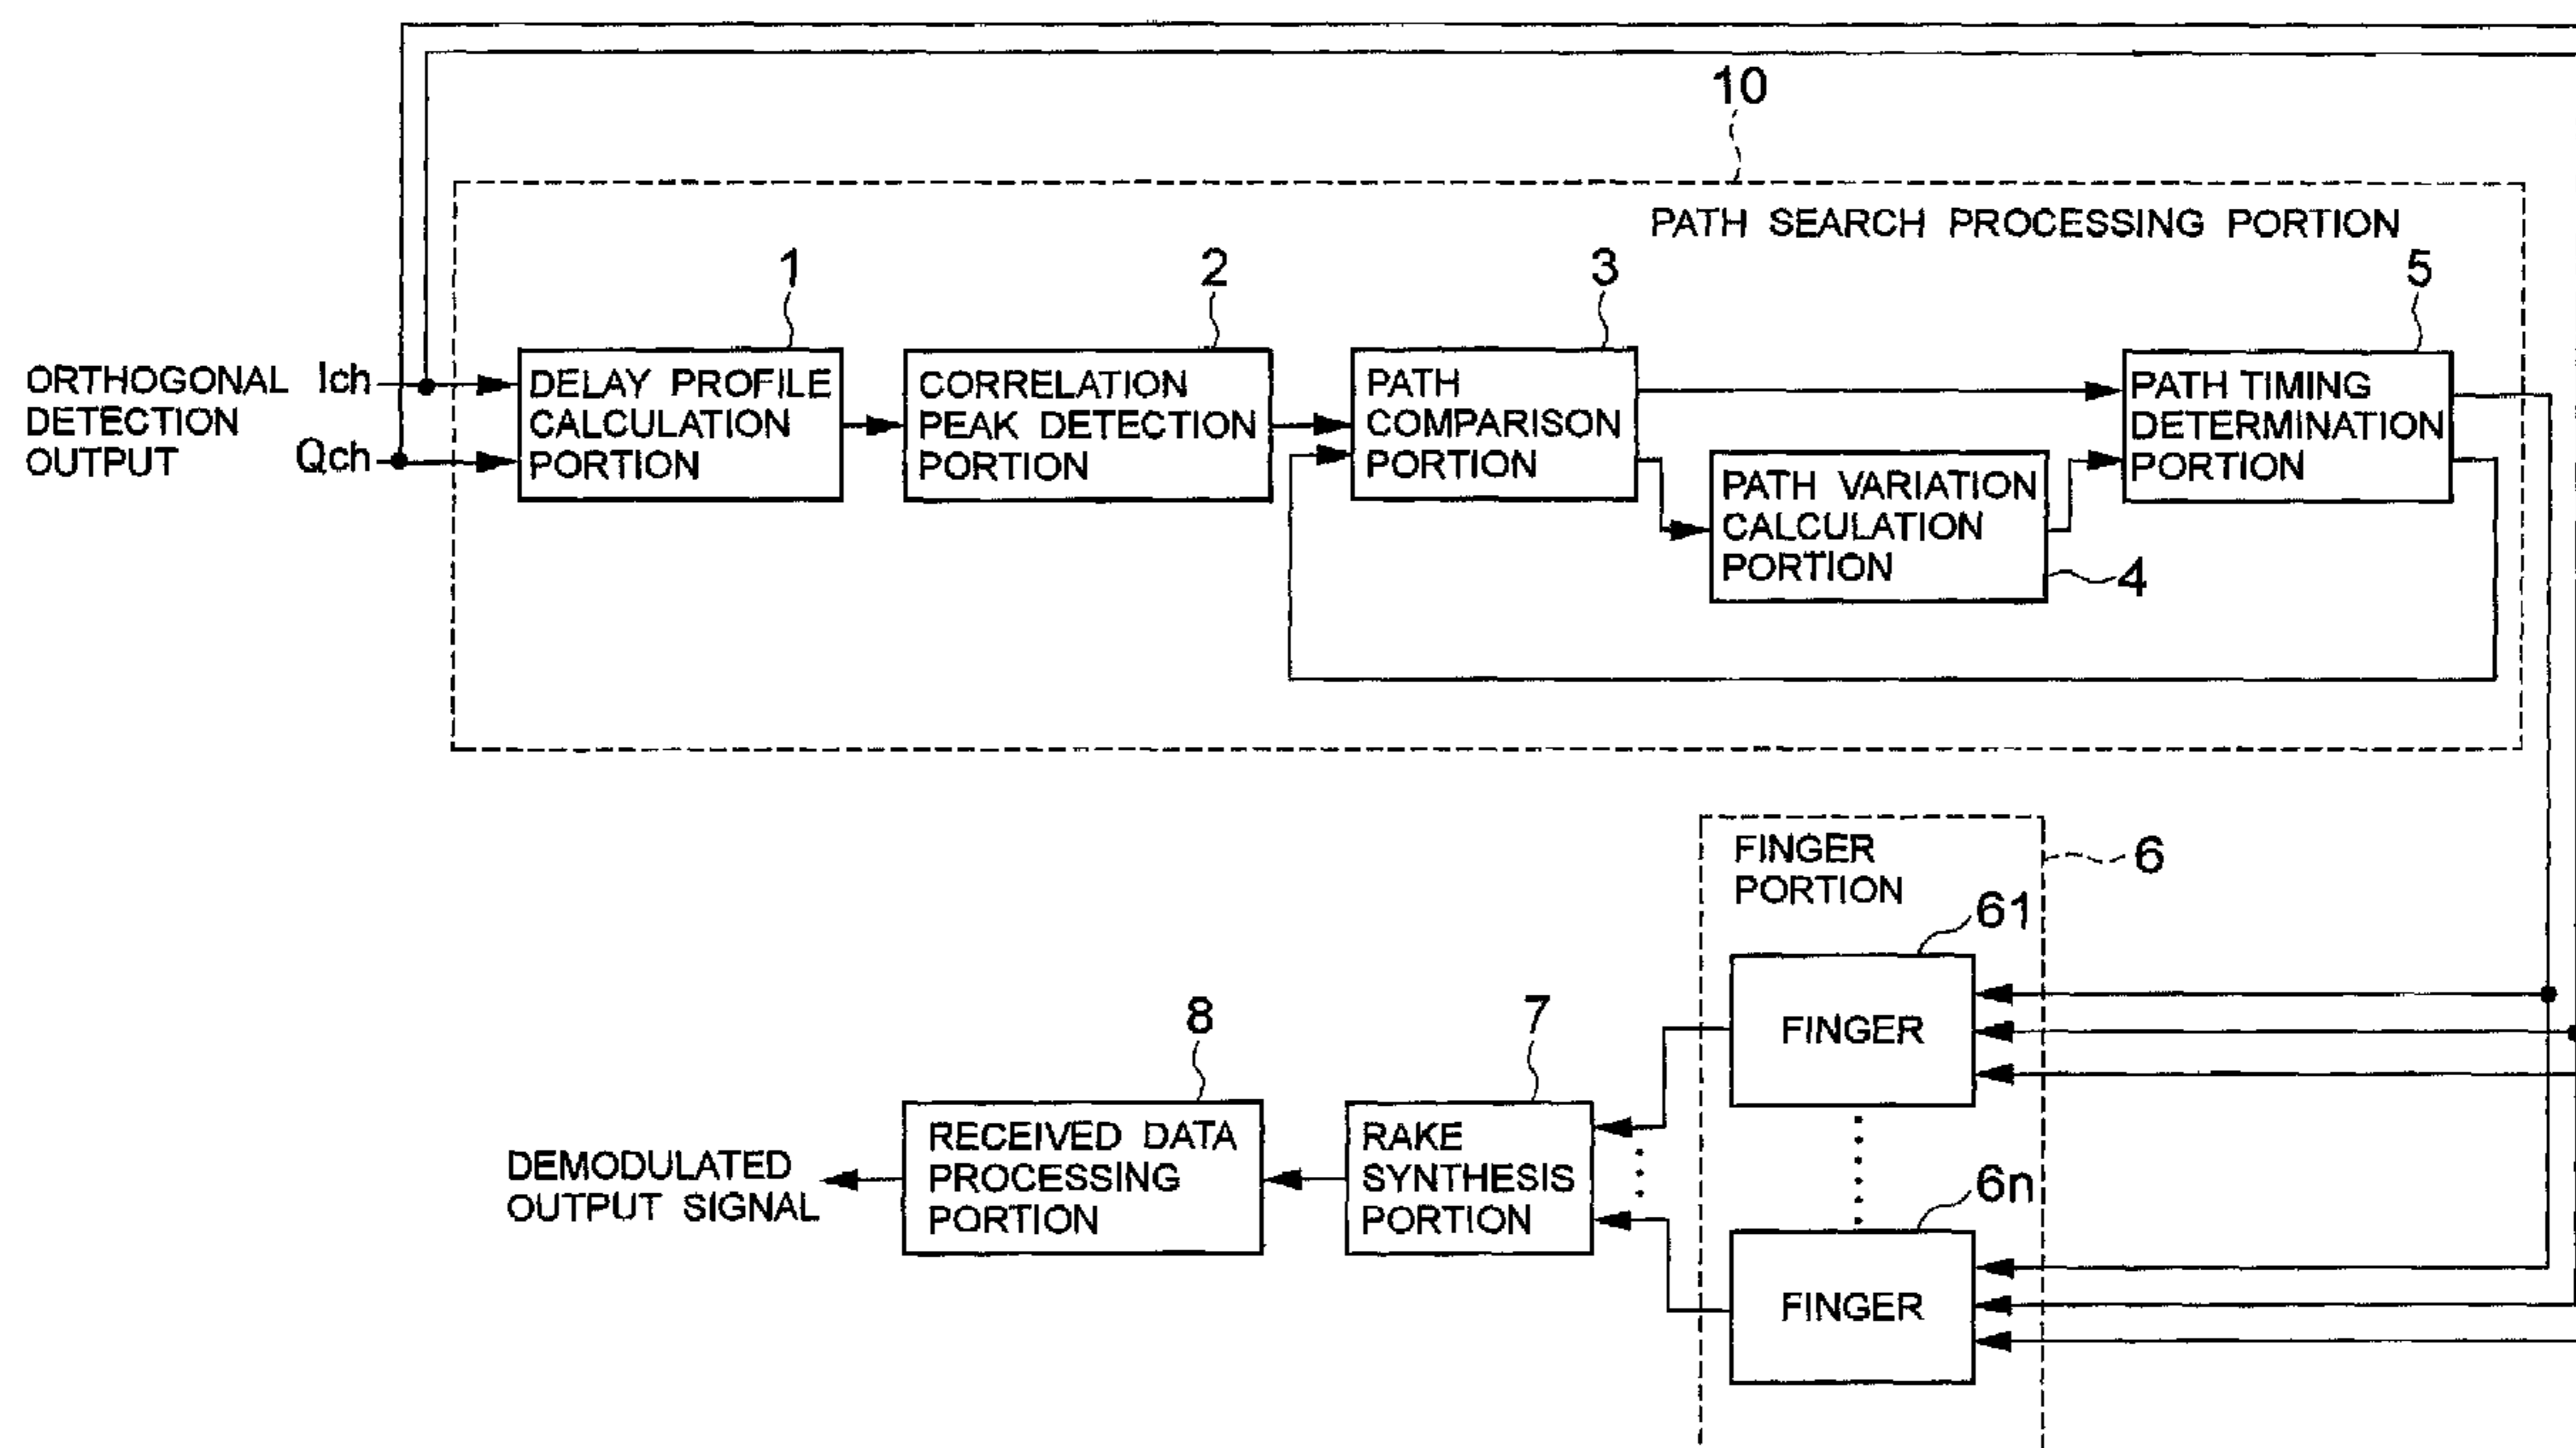 10
PATH SEARCH PROCESSING PORTION
1
2
3
5
ORTHOGONAL
DETECTION
OUTPUT
Ich
Qch
DELAY PROFILE
CALCULATION
PORTION
CORRELATION
PEAK DETECTION
PORTION
PATH
COMPARISON
PORTION
PATH VARIATION
CALCULATION
PORTION
4
PATH TIMING
DETERMINATION
PORTION
FINGER
PORTION
6
61
FINGER
6n
FINGER
7
RAKE
SYNTHESIS
PORTION
8
RECEIVED DATA
PROCESSING
PORTION
DEMODULATED
OUTPUT SIGNAL